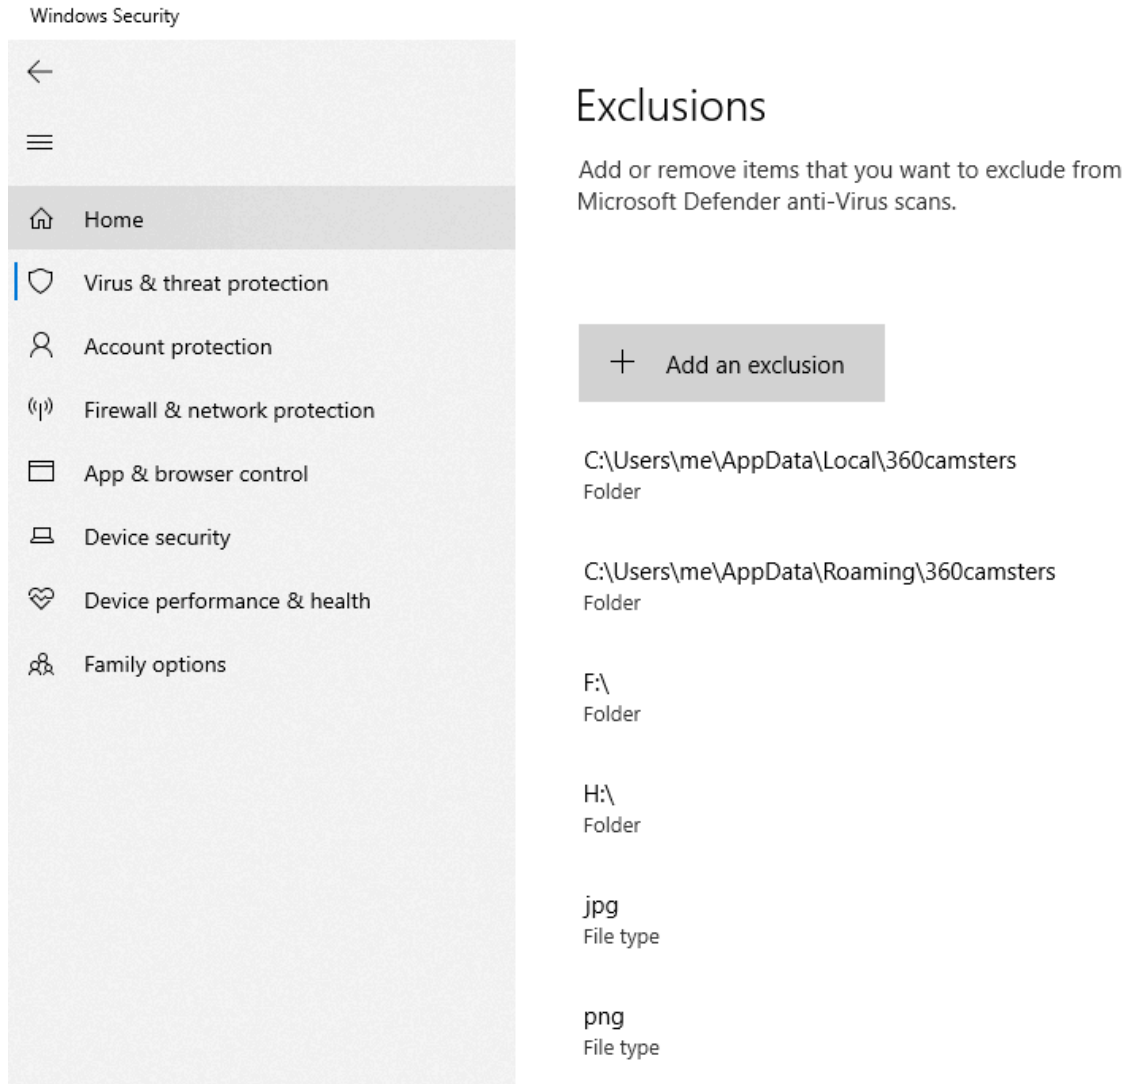 Windows Security
Home
Virus & threat protection
Account protection
Firewall & network protection
App & browser control
Device security
Device performance & health
Family options
Exclusions
Add or remove items that you want to exclude from
Microsoft Defender anti-Virus scans.
Add an exclusion
C:\Users\me\AppData\Local\360camsters
Folder
C:\Users\me\AppData\Roaming\360camsters
Folder
F:\
Folder
H:\
Folder
jpg
File type
png
File type